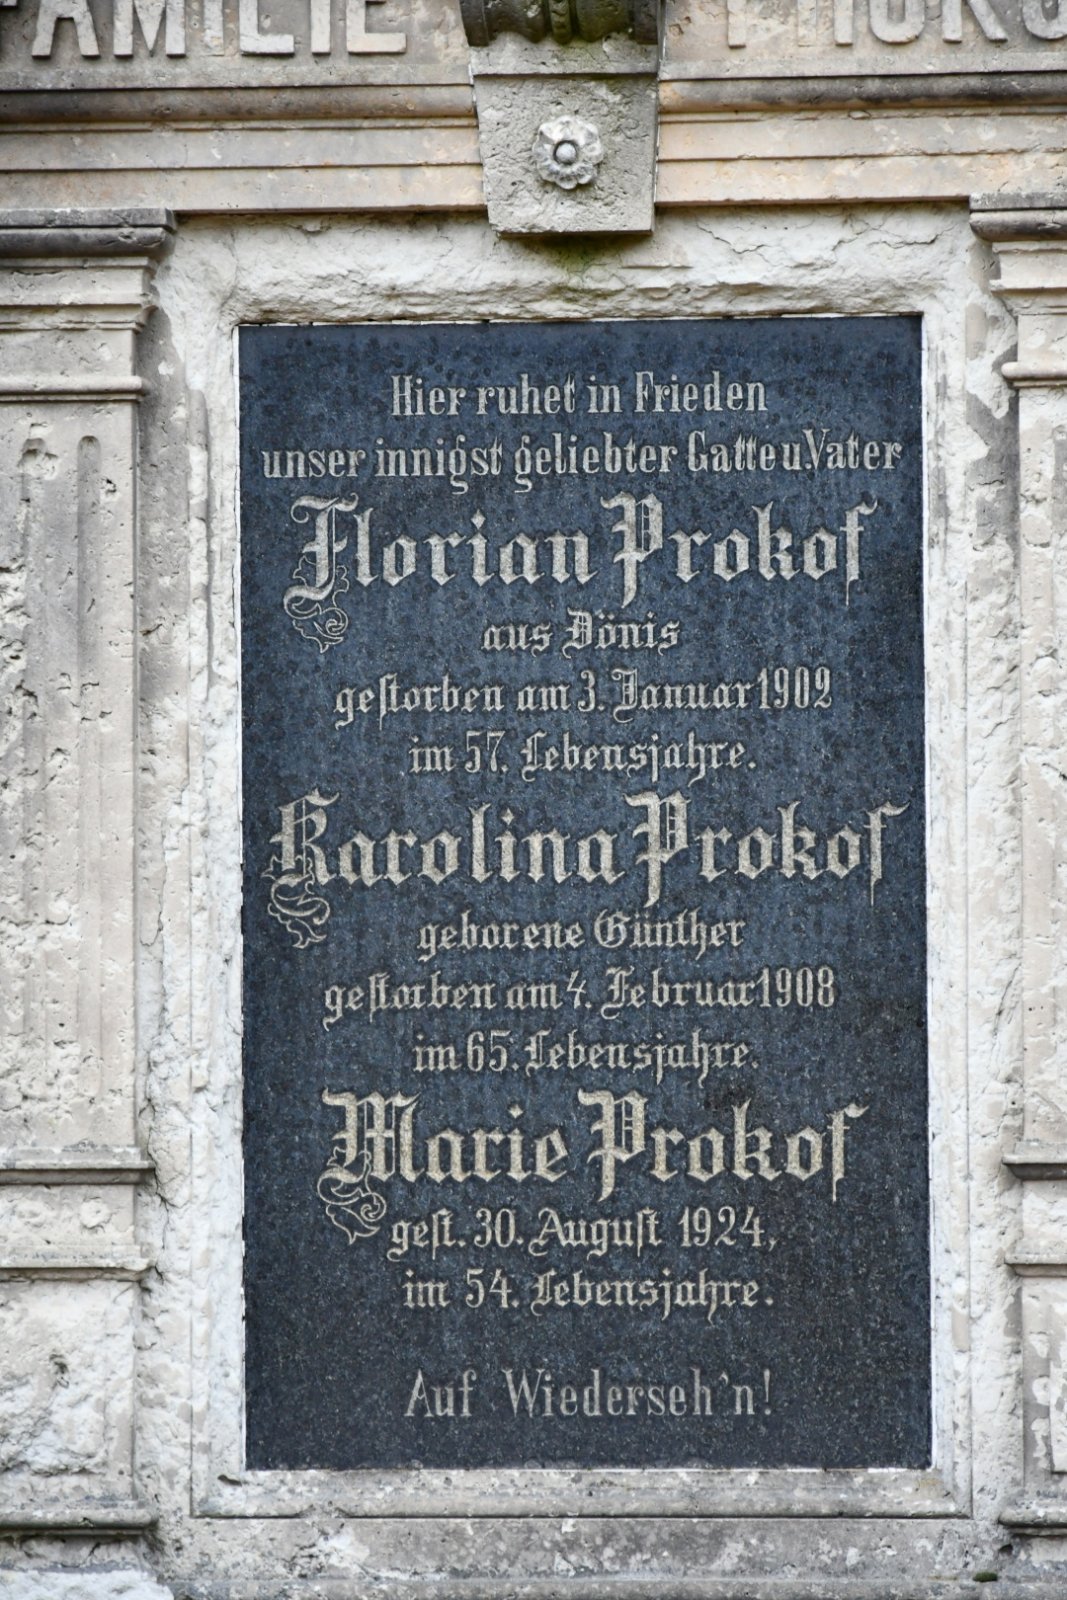 FAMILIE PROKO
Hier ruhet in Frieden
unser innigst geliebter Gatte u. Vater
Florian Prokof
aus Dönis
gestorben am 3. Januar 1902
im 57. Lebensjahre.
Karolina Prokof
geborene Günther
gestorben am 4. Februar 1908
im 65. Lebensjahre.
Marie Prokof
gest. 30. August 1924,
im 54. Lebensjahre.
Auf Wiederseh'n!